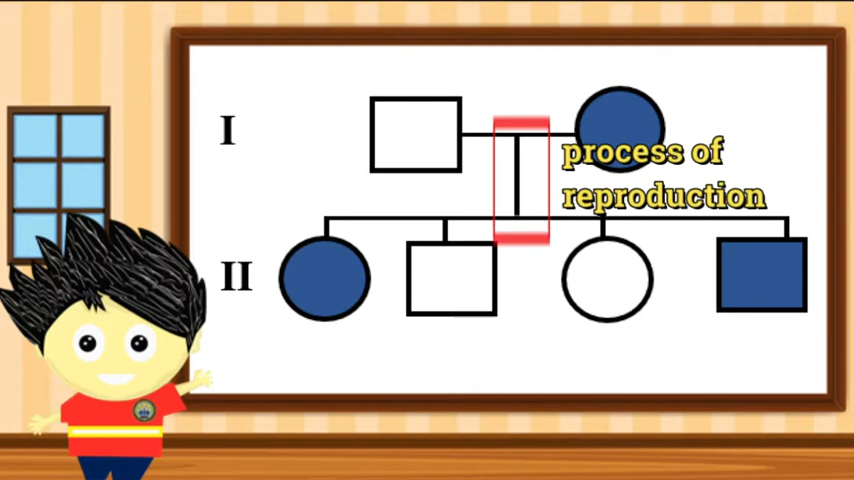 I
process of
reproduction
II